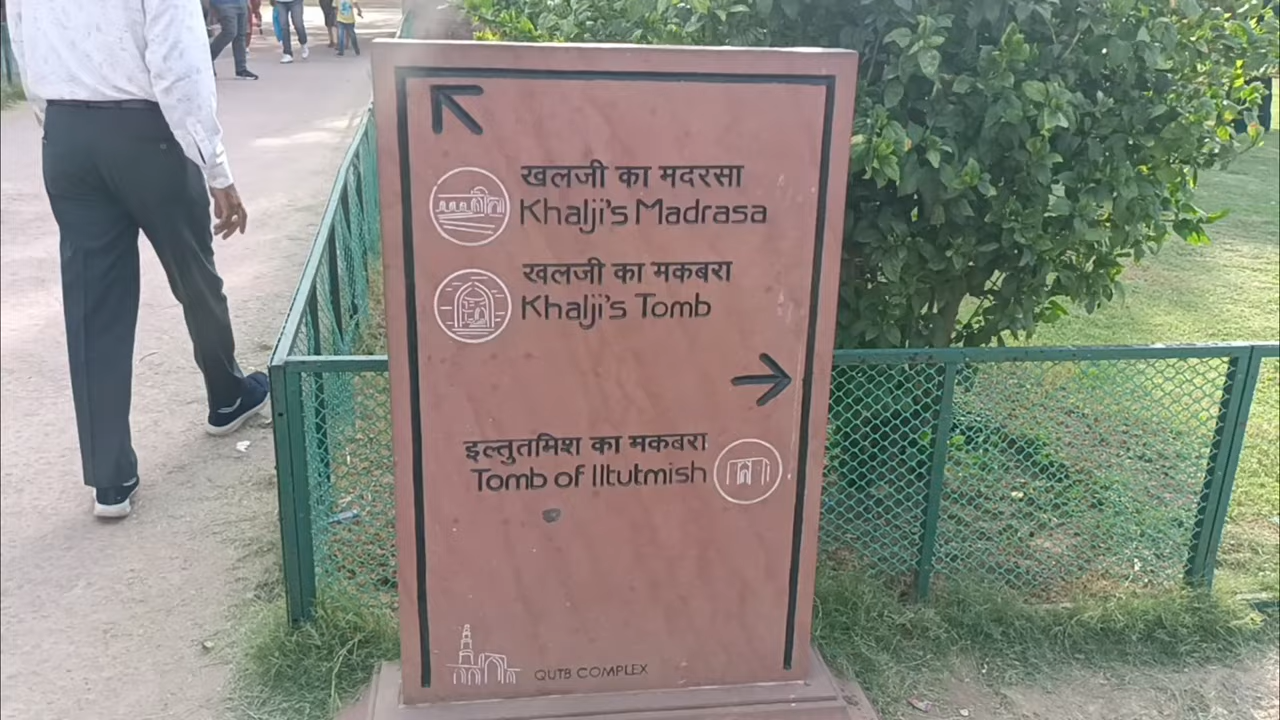 खलजी का मदरसा
Khalji's Madrasa
खलजी का मकबरा
Khalji's Tomb
इल्तुतमिश का मकबरा
Tomb of Iltutmish
QUTB COMPLEX